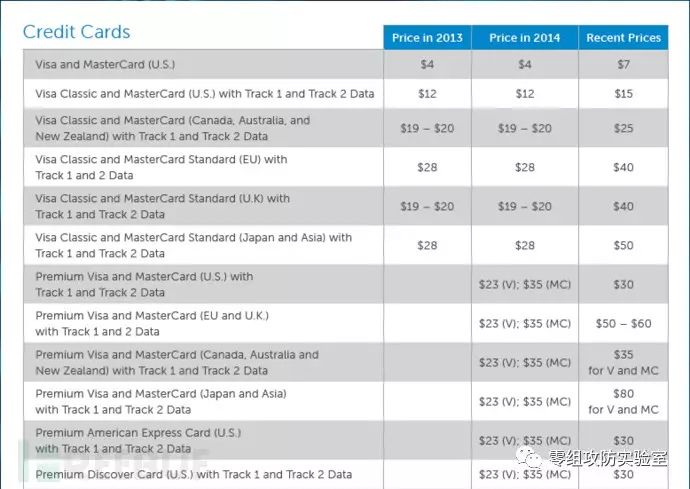 Credit Cards
Price in 2013 Price in 2014 Recent Prices
Visa and MasterCard (U.S.) $4 $4 $7
Visa Classic and MasterCard (U.S.) with Track 1 and Track 2 Data $12 $12 $15
Visa Classic and MasterCard (Canada, Australia, and
New Zealand) with Track 1 and Track 2 Data $19 – $20 $19 – $20 $25
Visa Classic and MasterCard Standard (EU) with
Track 1 and 2 Data $28 $28 $40
Visa Classic and MasterCard Standard (U.K) with
Track 1 and Track 2 Data $19 – $20 $19 – $20 $40
Visa Classic and MasterCard Standard (Japan and Asia) with
Track 1 and Track 2 Data $28 $28 $50
Premium Visa and MasterCard (U.S.) with
Track 1 and Track 2 Data $23 (V); $35 (MC) $30
Premium Visa and MasterCard (EU and U.K.)
with Track 1 and 2 Data $23 (V); $35 (MC) $50 – $60
Premium Visa and MasterCard (Canada, Australia and
New Zealand) with Track 1 and Track 2 Data $23 (V); $35 (MC) $35
for V and MC
Premium Visa and MasterCard (Japan and Asia)
with Track 1 and Track 2 Data $23 (V); $35 (MC) $80
for V and MC
Premium American Express Card (U.S.)
with Track 1 and Track 2 Data $23 (V); $35 (MC) $30
Premium Discover Card (U.S.) with Track 1 and Track 2 Data $23 (V); $35 (MC) $30
零组攻防实验室